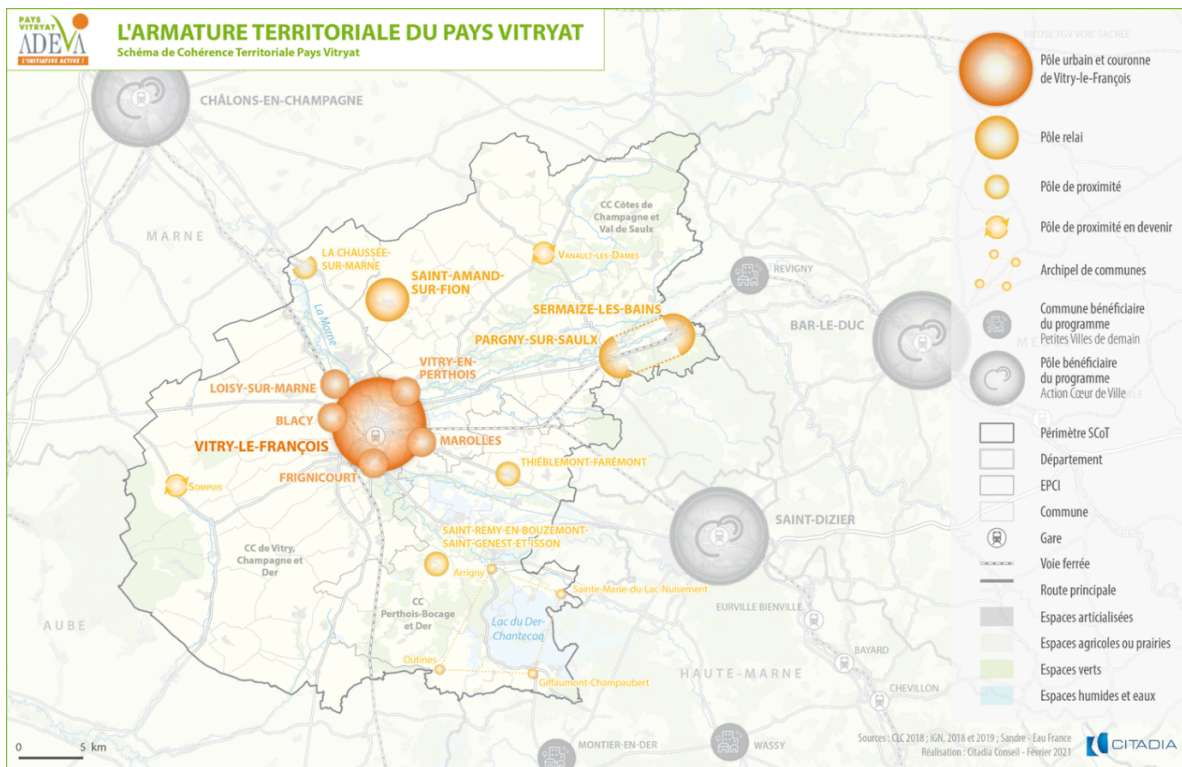 PAYS
VITRYAT
ADEVA
L'INITIATIVE ACTIVE !
L'ARMATURE TERRITORIALE DU PAYS VITRYAT
Schéma de Cohérence Territoriale Pays Vitryat
CHÂLONS-EN-CHAMPAGNE
MARNE
CC Côtes de
Champagne et
Val de Saulx
LA CHAUSSÉE-
SUR-MARNE
VANAULT-LES-DAMES
SAINT-AMAND-
SUR-FION
REVIGNY
La Marne
SERMAIZE-LES-BAINS
BAR-LE-DUC
PARGNY-SUR-SAULX
VITRY-EN-
PERTHOIS
LOISY-SUR-MARNE
BLACY
VITRY-LE-FRANÇOIS
MAROLLES
FRIGNICOURT
THIÉBLEMONT-FARÉMONT
SOMPUIS
SAINT-DIZIER
SAINT-REMY-EN-BOUZEMONT-
SAINT-GENEST-ET-ISSON
CC de Vitry,
Champagne et
Der
Arrigny
Sainte-Marie-du-Lac-Nuisement
CC
Perthois-Bocage
et Der
EURVILLE BIENVILLE
AUBE
Lac du Der-
Chantecoq
BAYARD
Outines
Giffaumont-Champaubert
HAUTE-MARNE
CHEVILLON
MONTIER-EN-DER
WASSY
0 5 km
MEUSE TGV VOIE SACRÉE
Pôle urbain et couronne
de Vitry-le-François
Pôle relai
Pôle de proximité
Pôle de proximité en devenir
Archipel de communes
Commune bénéficiaire
du programme
Petites Villes de demain
Pôle bénéficiaire
du programme
Action Cœur de Ville
Périmètre SCoT
Département
EPCI
Commune
Gare
Voie ferrée
Route principale
Espaces articialisées
Espaces agricoles ou prairies
Espaces verts
Espaces humides et eaux
Sources : CLC 2018 ; IGN, 2018 et 2019 ; Sandre - Eau France
Réalisation : Citadia Conseil - Février 2021
CITADIA